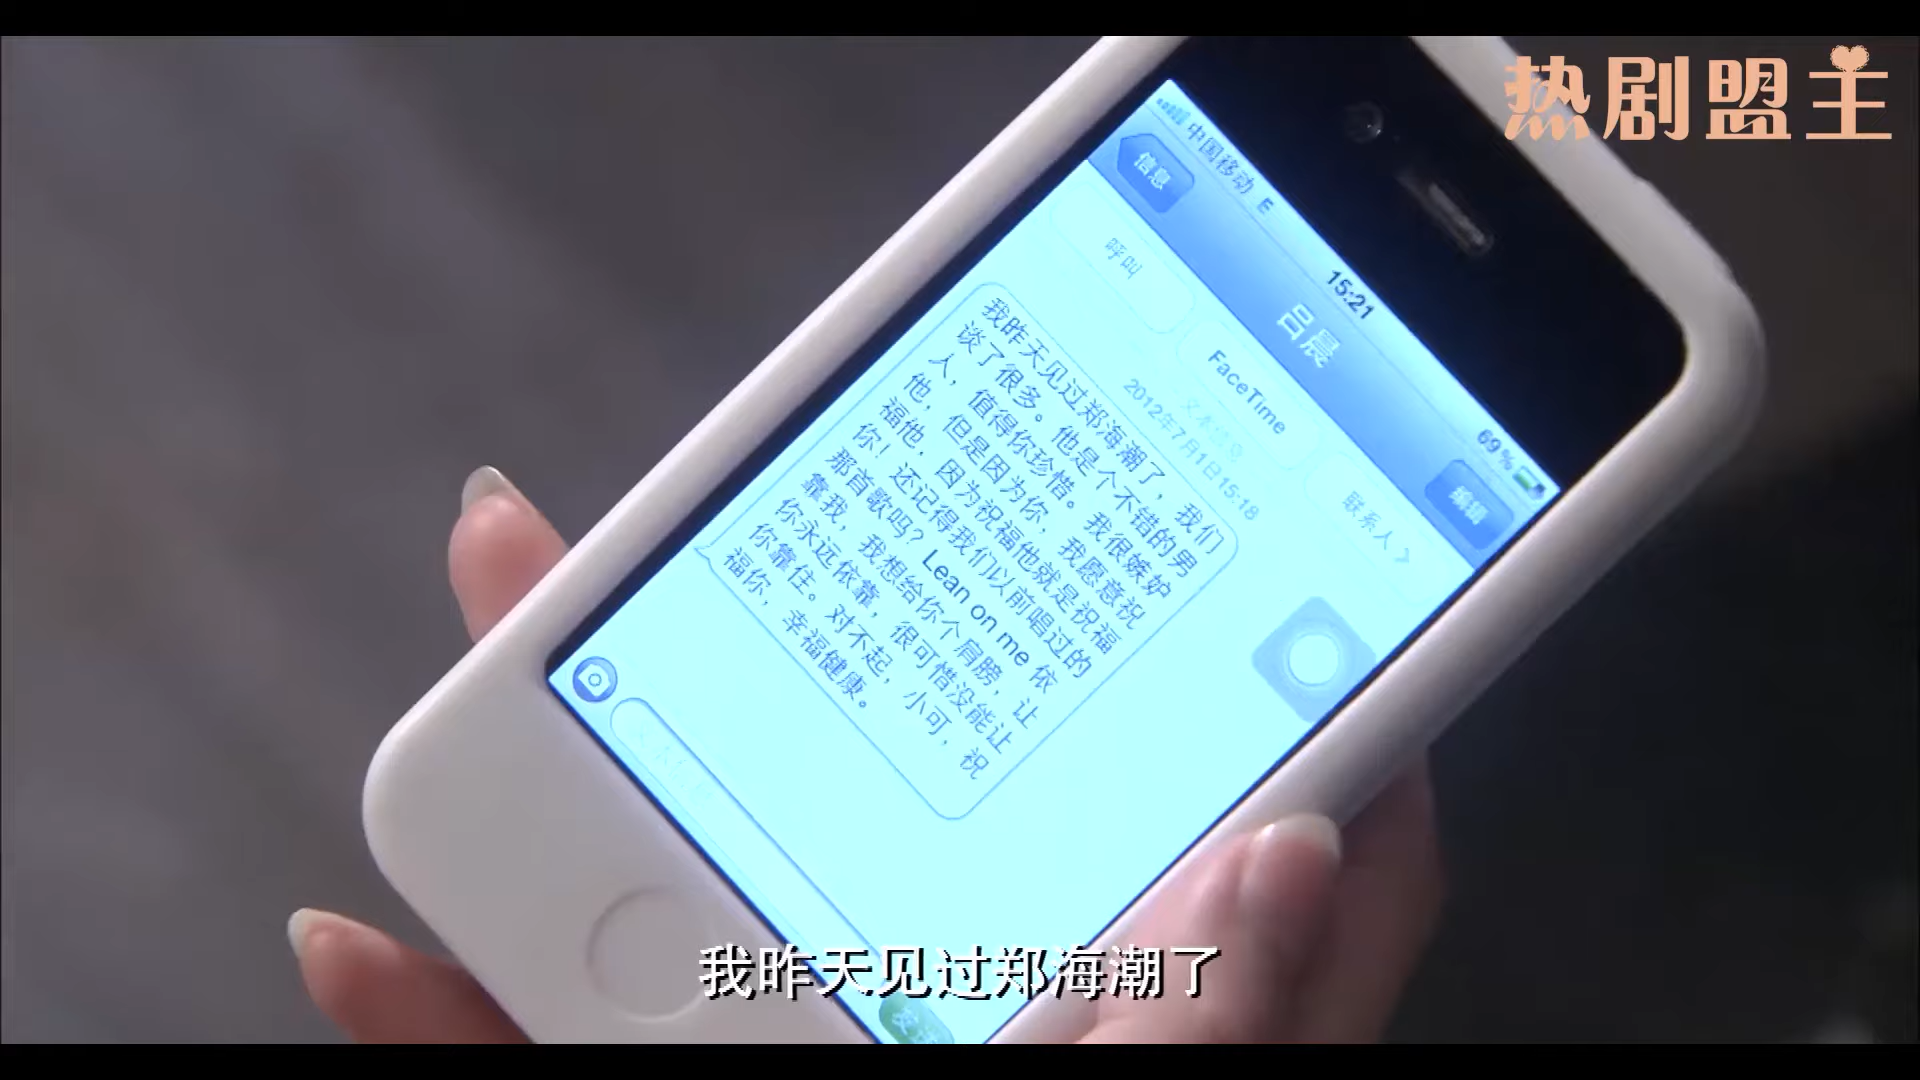 热剧盟主
中国移动 E
15:21
69%
信息
吕晨
编辑
呼叫
FaceTime
联系人
文本信息
2012年7月1日15:18
我昨天见过郑海潮了，我们
谈了很多。他是个不错的男
人，值得你珍惜。我很嫉妒
他，但是因为你，我愿意祝
福他．因为祝福他就是祝福
你！还记得我们以前唱过的
那首歌吗？Lean on me 依
靠我，我想给你个肩膀，让
你永远依靠，很可惜没能让
你靠住。对不起，小可，祝
福你，幸福健康。
我昨天见过郑海潮了